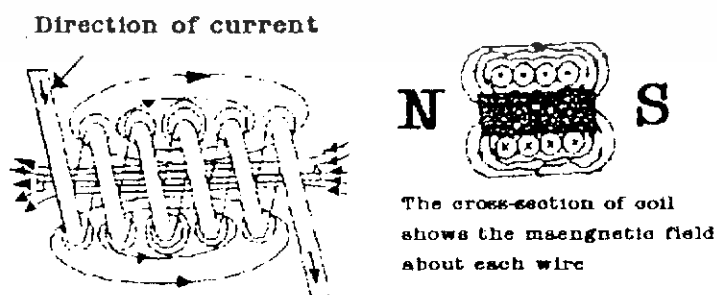 Direction of current
N S
The cross-section of coil
shows the maengnetic field
about each wire